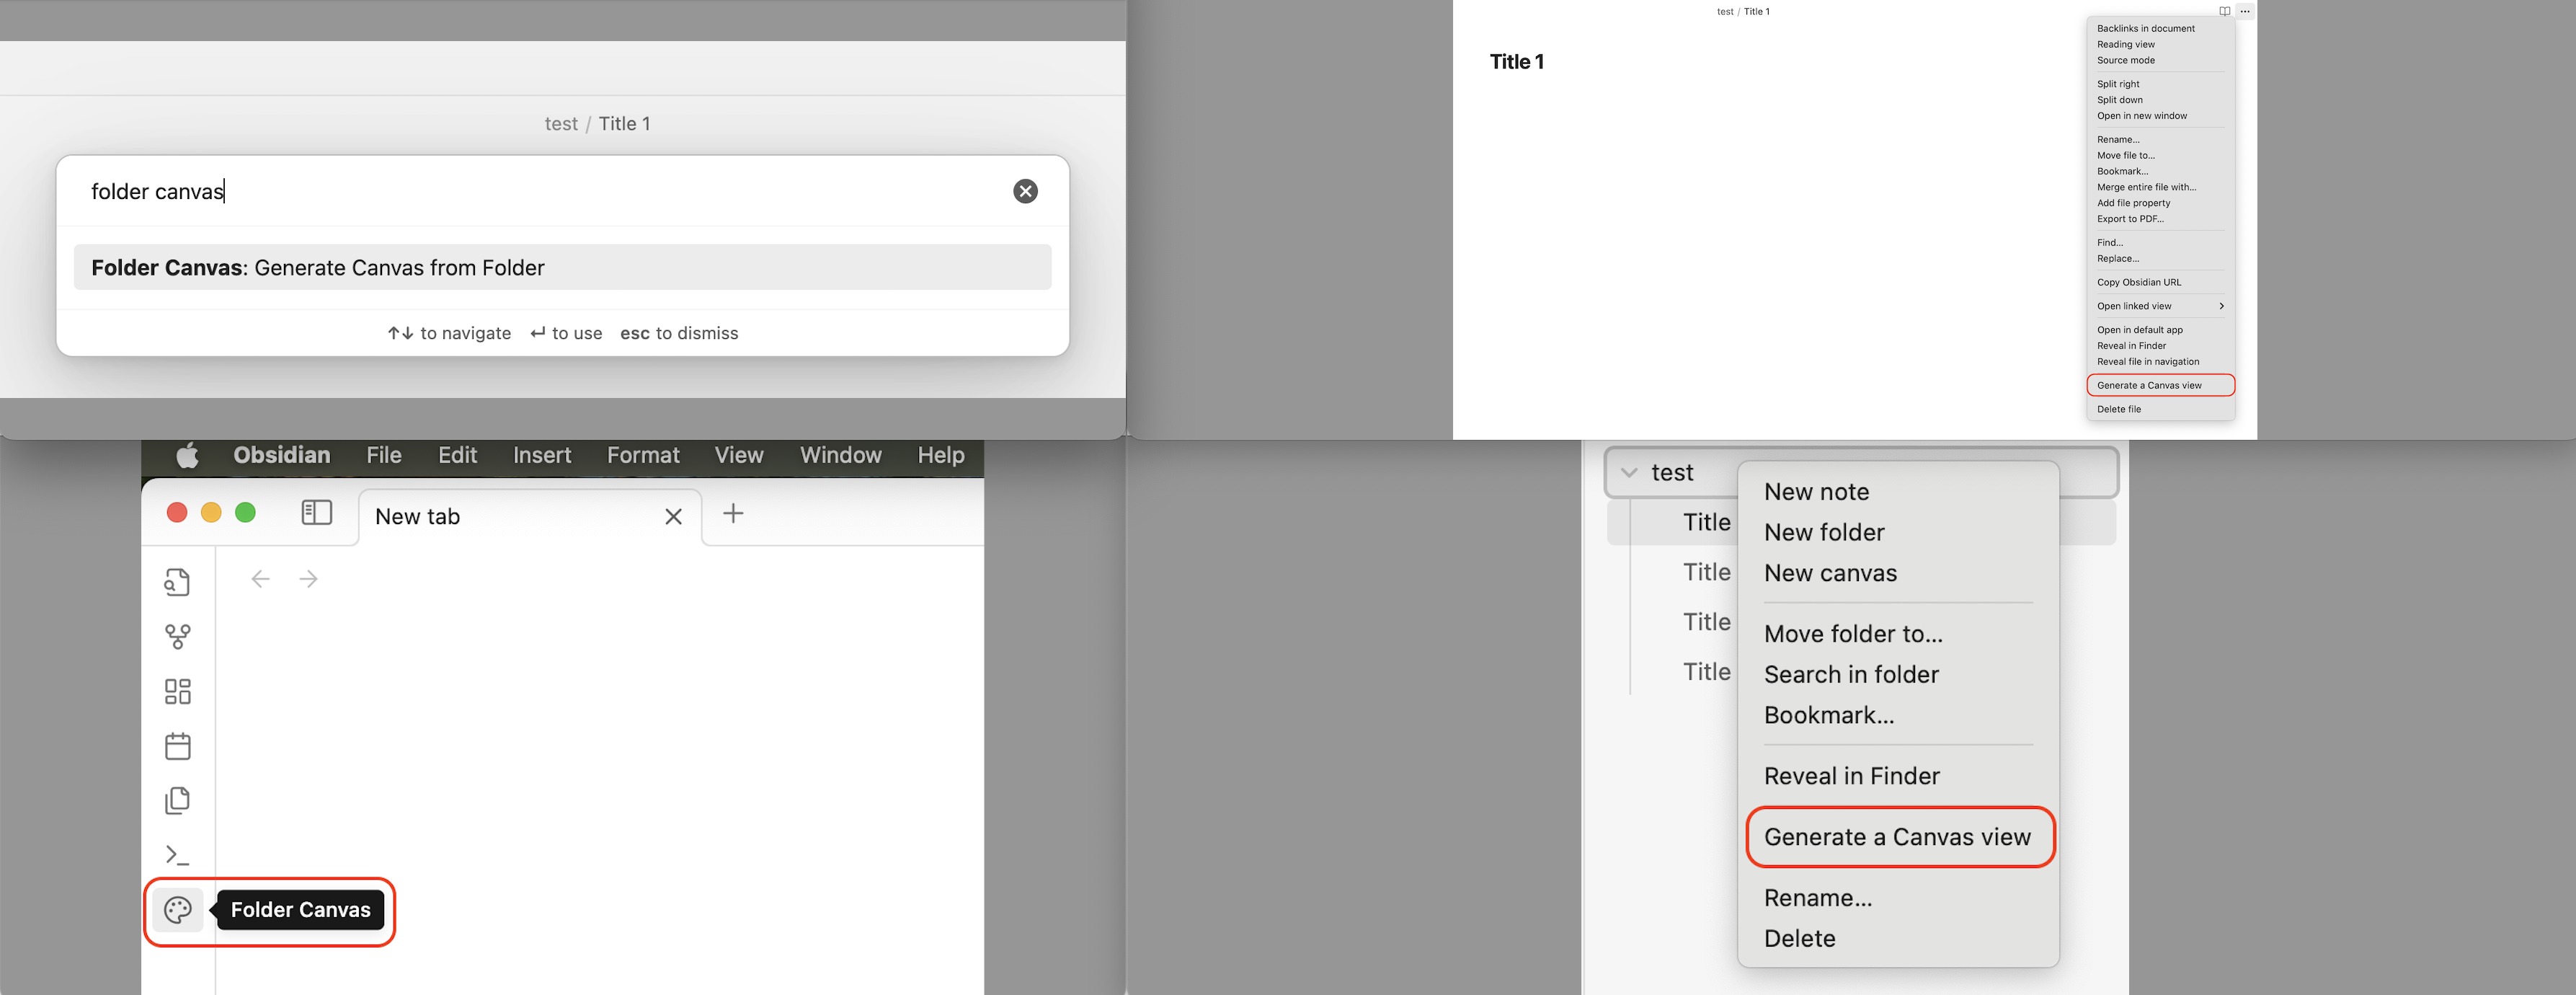 test / Title 1
folder canvas
Folder Canvas: Generate Canvas from Folder
↑↓ to navigate ↵ to use esc to dismiss
test / Title 1
Title 1
Backlinks in document
Reading view
Source mode
Split right
Split down
Open in new window
Rename...
Move file to...
Bookmark...
Merge entire file with...
Add file property
Export to PDF...
Find...
Replace...
Copy Obsidian URL
Open linked view
Open in default app
Reveal in Finder
Reveal file in navigation
Generate a Canvas view
Delete file
Obsidian File Edit Insert Format View Window Help
New tab
Folder Canvas
test
Title
Title
Title
Title
New note
New folder
New canvas
Move folder to...
Search in folder
Bookmark...
Reveal in Finder
Generate a Canvas view
Rename...
Delete